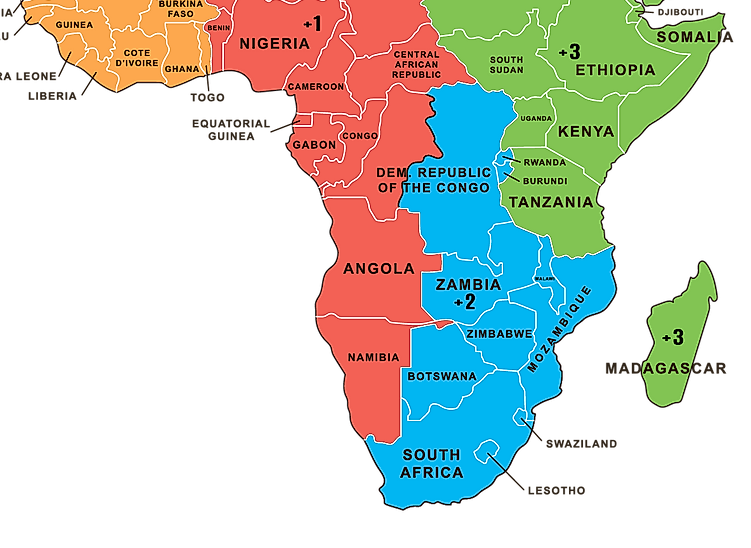 IA
GUINEA
BURKINA
FASO
BENIN
+1
NIGERIA
DJIBOUTI
SOMALIA
+3
ETHIOPIA
U
COTE
D'IVOIRE
GHANA
CENTRAL
AFRICAN
REPUBLIC
SOUTH
SUDAN
RA LEONE
LIBERIA
TOGO
CAMEROON
EQUATORIAL
GUINEA
GABON
CONGO
UGANDA
KENYA
DEM. REPUBLIC
OF THE CONGO
RWANDA
BURUNDI
TANZANIA
ANGOLA
ZAMBIA
+2
MALAWI
MOZAMBIQUE
ZIMBABWE
NAMIBIA
BOTSWANA
+3
MADAGASCAR
SOUTH
AFRICA
SWAZILAND
LESOTHO